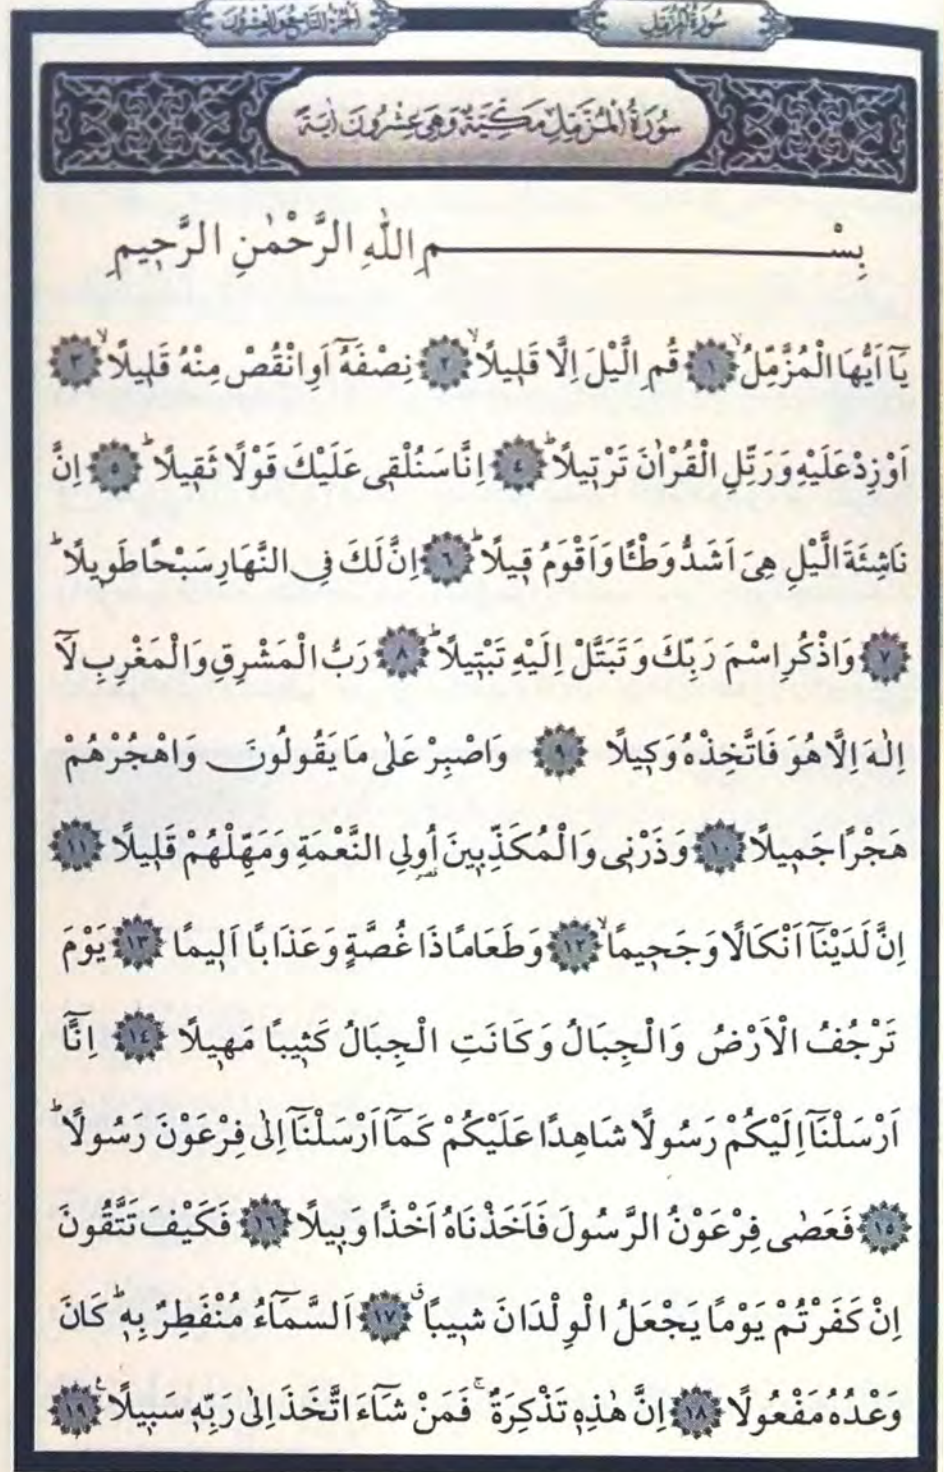 سُورَةُ الْمُزَّمِّلِ الْجُزْءُ التَّاسِعُ وَالْعِشْرُونَ
سُورَةُ الْمُزَّمِّلِ مَكِّيَّةٌ وَهِيَ عِشْرُونَ اٰيَةً
بِسْمِ اللّٰهِ الرَّحْمٰنِ الرَّحٖيمِ
يَٓا اَيُّهَا الْمُزَّمِّلُۙ ﴿١﴾ قُمِ الَّيْلَ اِلَّا قَلٖيلًاۙ ﴿٢﴾ نِصْفَهُٓ اَوِ انْقُصْ مِنْهُ قَلٖيلًاۙ ﴿٣﴾
اَوْ زِدْ عَلَيْهِ وَرَتِّلِ الْقُرْاٰنَ تَرْتٖيلًاؕ ﴿٤﴾ اِنَّا سَنُلْقٖي عَلَيْكَ قَوْلًا ثَقٖيلًاؕ ﴿٥﴾ اِنَّ
نَاشِئَةَ الَّيْلِ هِيَ اَشَدُّ وَطْـًٔا وَاَقْوَمُ قٖيلًاؕ ﴿٦﴾ اِنَّ لَكَ فِي النَّهَارِ سَبْحًا طَوٖيلًاؕ
﴿٧﴾ وَاذْكُرِ اسْمَ رَبِّكَ وَتَبَتَّلْ اِلَيْهِ تَبْتٖيلًاؕ ﴿٨﴾ رَبُّ الْمَشْرِقِ وَالْمَغْرِبِ لَٓا
اِلٰهَ اِلَّا هُوَ فَاتَّخِذْهُ وَكٖيلًا ﴿٩﴾ وَاصْبِرْ عَلٰى مَا يَقُولُونَ وَاهْجُرْهُمْ
هَجْرًا جَمٖيلًا ﴿١٠﴾ وَذَرْنٖي وَالْمُكَذِّبٖينَ اُولِي النَّعْمَةِ وَمَهِّلْهُمْ قَلٖيلًا ﴿١١﴾
قصر
اِنَّ لَدَيْنَٓا اَنْكَالًا وَجَحٖيمًاۙ ﴿١٢﴾ وَطَعَامًا ذَا غُصَّةٍ وَعَذَابًا اَلٖيمًا ﴿١٣﴾ يَوْمَ
تَرْجُفُ الْاَرْضُ وَالْجِبَالُ وَكَانَتِ الْجِبَالُ كَثٖيبًا مَهٖيلًا ﴿١٤﴾ اِنَّٓا
اَرْسَلْنَٓا اِلَيْكُمْ رَسُولًا شَاهِدًا عَلَيْكُمْ كَمَٓا اَرْسَلْنَٓا اِلٰى فِرْعَوْنَ رَسُولًاؕ
﴿١٥﴾ فَعَصٰى فِرْعَوْنُ الرَّسُولَ فَاَخَذْنَاهُ اَخْذًا وَبٖيلًا ﴿١٦﴾ فَكَيْفَ تَتَّقُونَ
اِنْ كَفَرْتُمْ يَوْمًا يَجْعَلُ الْوِلْدَانَ شٖيبًاۗ ﴿١٧﴾ اَلسَّمَٓاءُ مُنْفَطِرٌ بِهٖؕ كَانَ
وَعْدُهُ مَفْعُولًا ﴿١٨﴾ اِنَّ هٰذِهٖ تَذْكِرَةٌۚ فَمَنْ شَٓاءَ اتَّخَذَ اِلٰى رَبِّهٖ سَبٖيلًاࣖ ﴿١٩﴾